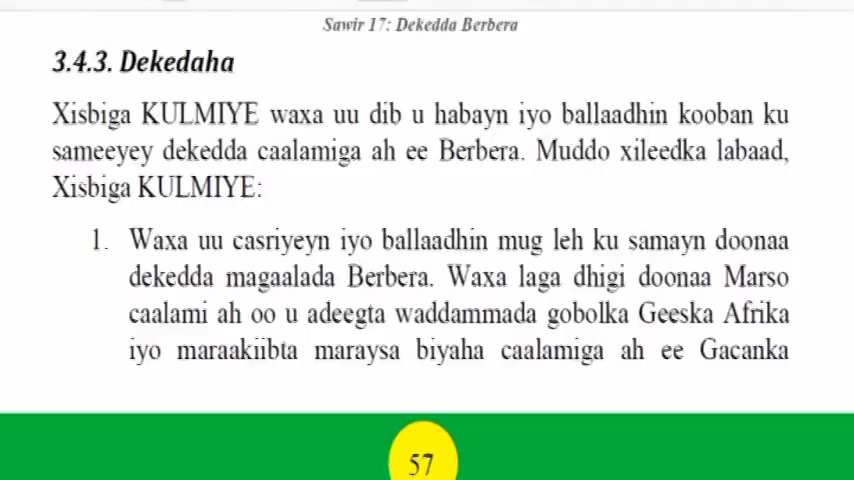 Sawir 17: Dekedda Berbera
3.4.3. Dekedaha
Xisbiga KULMIYE waxa uu dib u habayn iyo ballaadhin kooban ku
sameeyey dekedda caalamiga ah ee Berbera. Muddo xileedka labaad,
Xisbiga KULMIYE:
1. Waxa uu casriyeyn iyo ballaadhin mug leh ku samayn doonaa
dekedda magaalada Berbera. Waxa laga dhigi doonaa Marso
caalami ah oo u adeegta waddammada gobolka Geeska Afrika
iyo maraakiibta maraysa biyaha caalamiga ah ee Gacanka
57